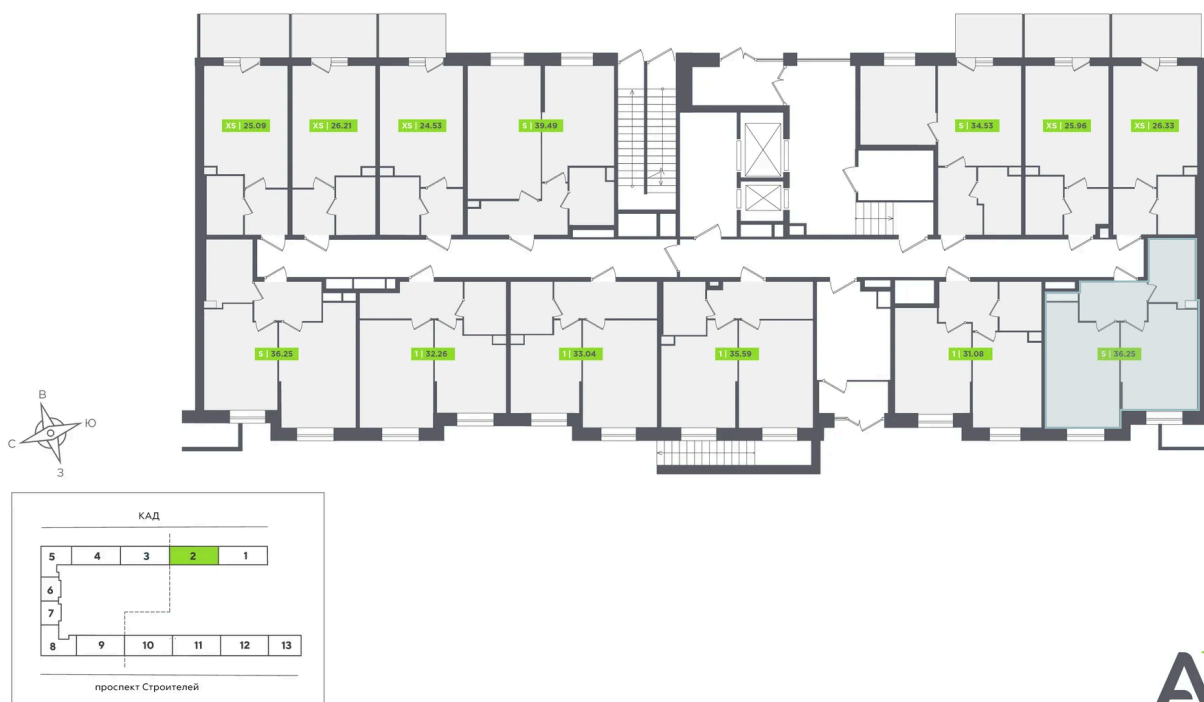 XS | 25.09
XS | 26.21
XS | 24.53
S | 39.49
S | 34.53
XS | 25.96
XS | 26.33
S | 36.25
1 | 32.26
1 | 33.04
1 | 35.59
1 | 31.08
S | 36.25
В
Ю
С
З
КАД
5
4
3
2
1
6
7
8
9
10
11
12
13
проспект Строителей